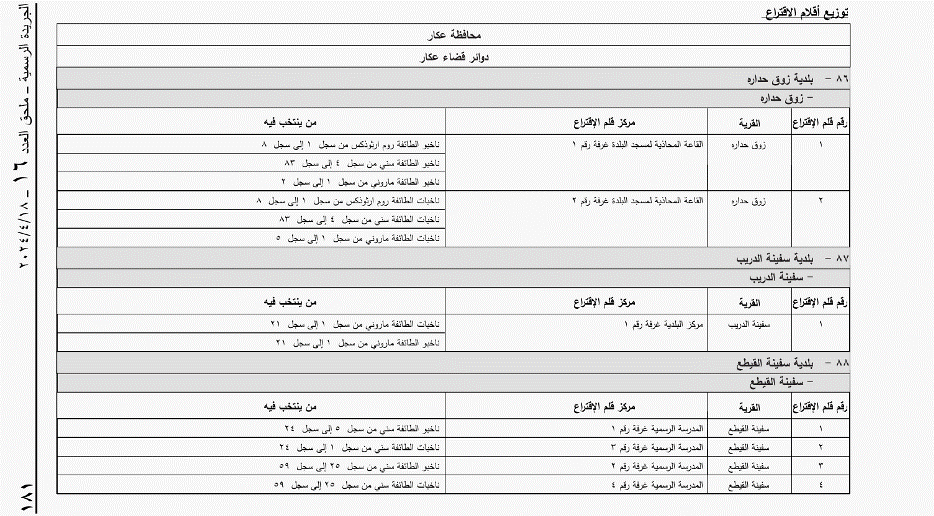 توزيع أقلام الاقتراع
محافظة عكار
دوائر قضاء عكار
٨٦ - بلدية زوق حداره
- زوق حداره
رقم قلم الإقتراع القرية مركز قلم الإقتراع من ينتخب فيه
١ زوق حداره القاعة المحاذية لمسجد البلدة غرفة رقم ١ ناخبو الطائفة روم ارثوذكس من سجل ١ إلى سجل ٨
ناخبو الطائفة سني من سجل ٤ إلى سجل ٨٣
ناخبو الطائفة ماروني من سجل ١ إلى سجل ٢
٢ زوق حداره القاعة المحاذية لمسجد البلدة غرفة رقم ٢ ناخبات الطائفة روم ارثوذكس من سجل ١ إلى سجل ٨
ناخبات الطائفة سني من سجل ٤ إلى سجل ٨٣
ناخبات الطائفة ماروني من سجل ١ إلى سجل ٥
٨٧ - بلدية سفينة الدريب
- سفينة الدريب
رقم قلم الإقتراع القرية مركز قلم الإقتراع من ينتخب فيه
١ سفينة الدريب مركز البلدية غرفة رقم ١ ناخبات الطائفة ماروني من سجل ١ إلى سجل ٢١
ناخبو الطائفة ماروني من سجل ١ إلى سجل ٢١
٨٨ - بلدية سفينة القيطع
- سفينة القيطع
رقم قلم الإقتراع القرية مركز قلم الإقتراع من ينتخب فيه
١ سفينة القيطع المدرسة الرسمية غرفة رقم ١ ناخبو الطائفة سني من سجل ٥ إلى سجل ٢٤
٢ سفينة القيطع المدرسة الرسمية غرفة رقم ٣ ناخبات الطائفة سني من سجل ١ إلى سجل ٢٤
٣ سفينة القيطع المدرسة الرسمية غرفة رقم ٢ ناخبو الطائفة سني من سجل ٢٥ إلى سجل ٥٩
٤ سفينة القيطع المدرسة الرسمية غرفة رقم ٤ ناخبات الطائفة سني من سجل ٢٥ إلى سجل ٥٩
الجريدة الرسمية - ملحق العدد ١٦ - ٢٠٢٤/٤/١٨
١٨١